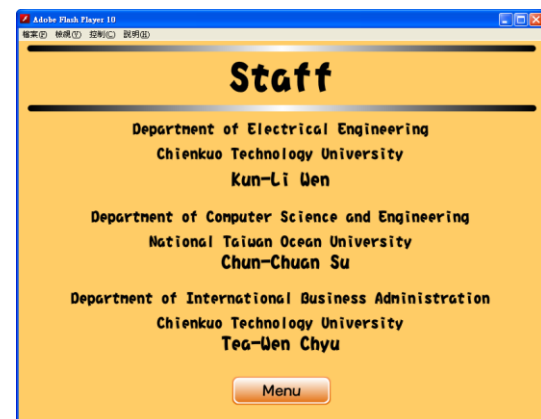 Adobe Flash Player 10
檔案(F) 檢視(V) 控制(C) 說明(H)
Staff
Department of Electrical Engineering
Chienkuo Technology University
Kun-Li Wen
Department of Computer Science and Engineering
National Taiwan Ocean University
Chun-Chuan Su
Department of International Business Administration
Chienkuo Technology University
Tea-Wen Chyu
Menu